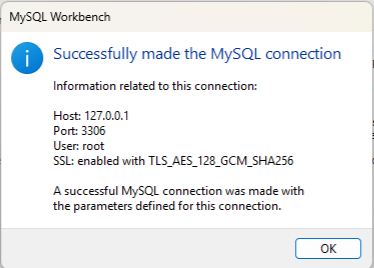 MySQL Workbench
Successfully made the MySQL connection
Information related to this connection:
Host: 127.0.0.1
Port: 3306
User: root
SSL: enabled with TLS_AES_128_GCM_SHA256
A successful MySQL connection was made with
the parameters defined for this connection.
OK